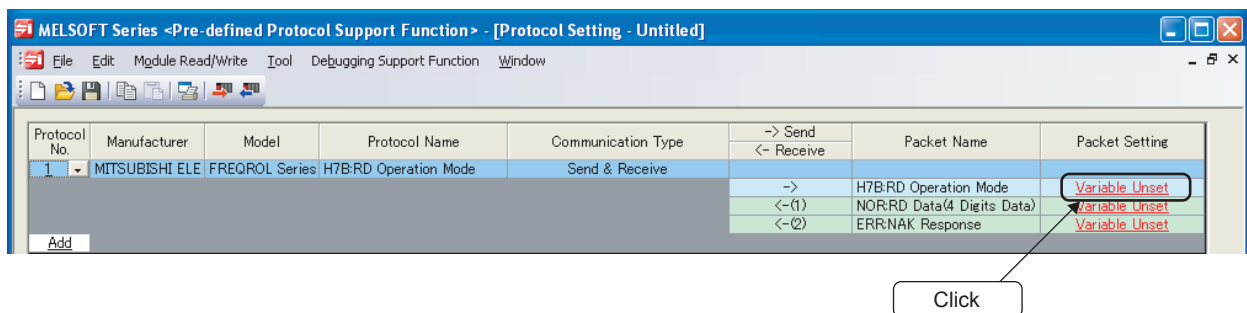 MELSOFT Series <Pre-defined Protocol Support Function> - [Protocol Setting - Untitled]
File Edit Module Read/Write Tool Debugging Support Function Window
Protocol No. Manufacturer Model Protocol Name Communication Type -> Send <- Receive Packet Name Packet Setting
1 MITSUBISHI ELE FREQROL Series H7B:RD Operation Mode Send & Receive
-> H7B:RD Operation Mode Variable Unset
<-(1) NOR:RD Data(4 Digits Data) Variable Unset
<-(2) ERR:NAK Response Variable Unset
Add
Click